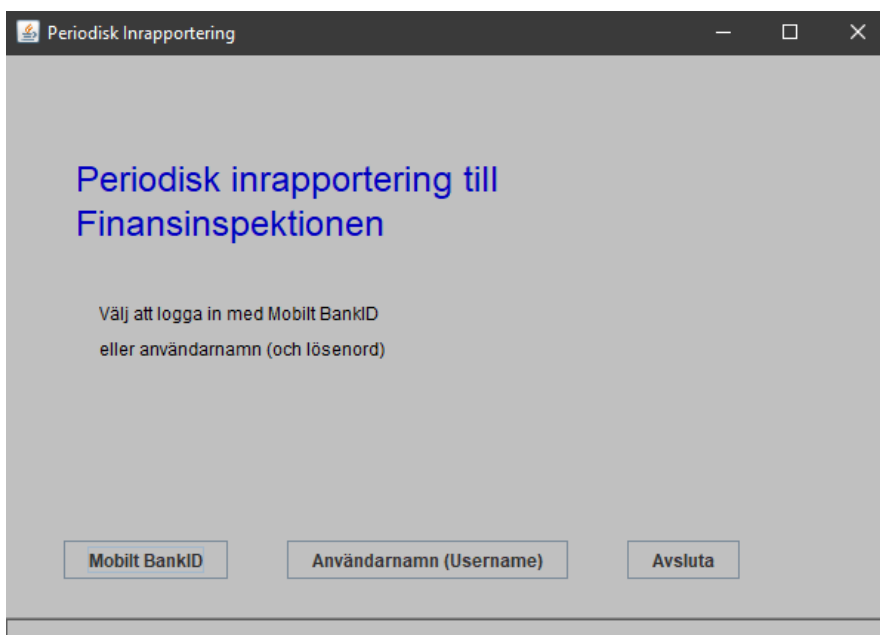 Periodisk Inrapportering
Periodisk inrapportering till
Finansinspektionen
Välj att logga in med Mobilt BankID
eller användarnamn (och lösenord)
Mobilt BankID
Användarnamn (Username)
Avsluta